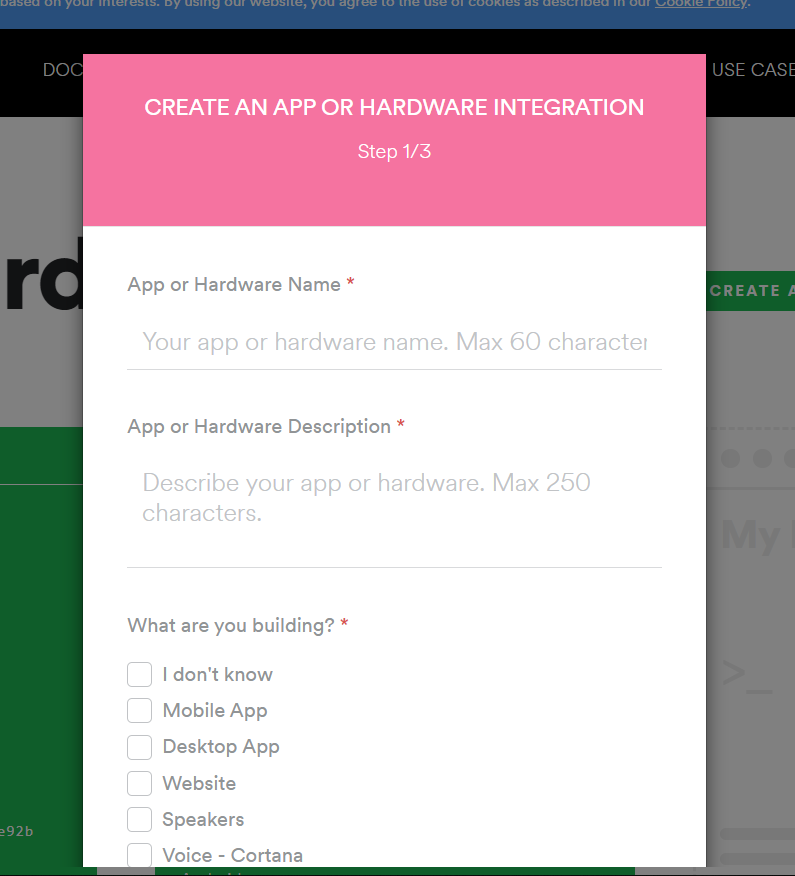 based on your interests. By using our website, you agree to the use of cookies as described in our Cookie Policy.
DOC
USE CASE
CREATE AN APP OR HARDWARE INTEGRATION
Step 1/3
rd
CREATE A
App or Hardware Name *
Your app or hardware name. Max 60 character
App or Hardware Description *
Describe your app or hardware. Max 250
characters.
My
>_
What are you building? *
I don't know
Mobile App
Desktop App
Website
Speakers
e92b
Voice - Cortana